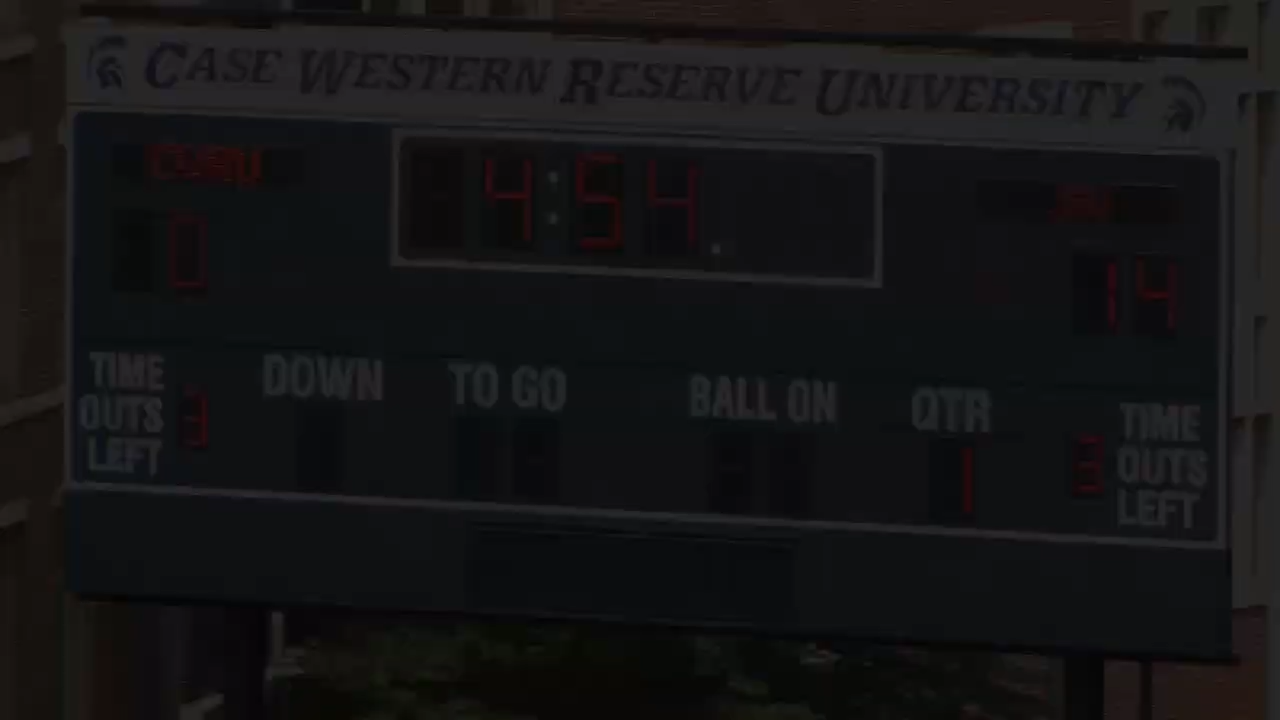 CASE WESTERN RESERVE UNIVERSITY
CWRU 4:54 JCU
0 14
TIME OUTS LEFT 3 DOWN TO GO BALL ON QTR 1 3 TIME OUTS LEFT